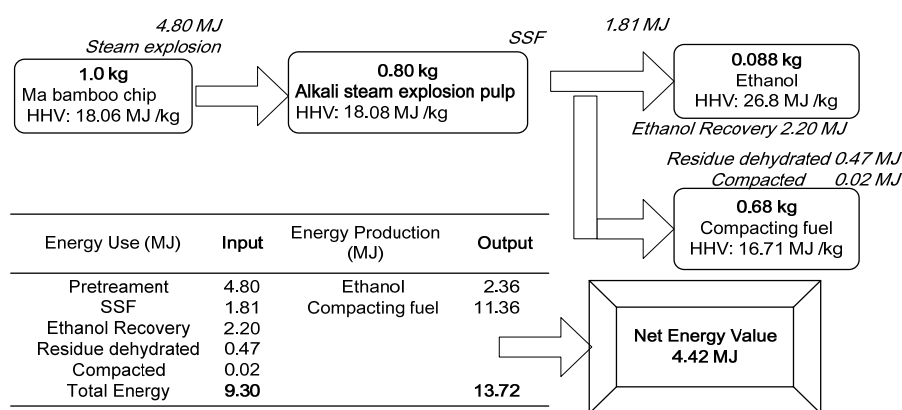 4.80 MJ
Steam explosion
1.0 kg
Ma bamboo chip
HHV: 18.06 MJ /kg
0.80 kg
Alkali steam explosion pulp
HHV: 18.08 MJ /kg
SSF
1.81 MJ
0.088 kg
Ethanol
HHV: 26.8 MJ /kg
Ethanol Recovery 2.20 MJ
Residue dehydrated 0.47 MJ
Compacted 0.02 MJ
0.68 kg
Compacting fuel
HHV: 16.71 MJ /kg
Energy Use (MJ) Input Energy Production (MJ) Output
Pretreament 4.80 Ethanol 2.36
SSF 1.81 Compacting fuel 11.36
Ethanol Recovery 2.20
Residue dehydrated 0.47
Compacted 0.02
Total Energy 9.30 13.72
Net Energy Value
4.42 MJ